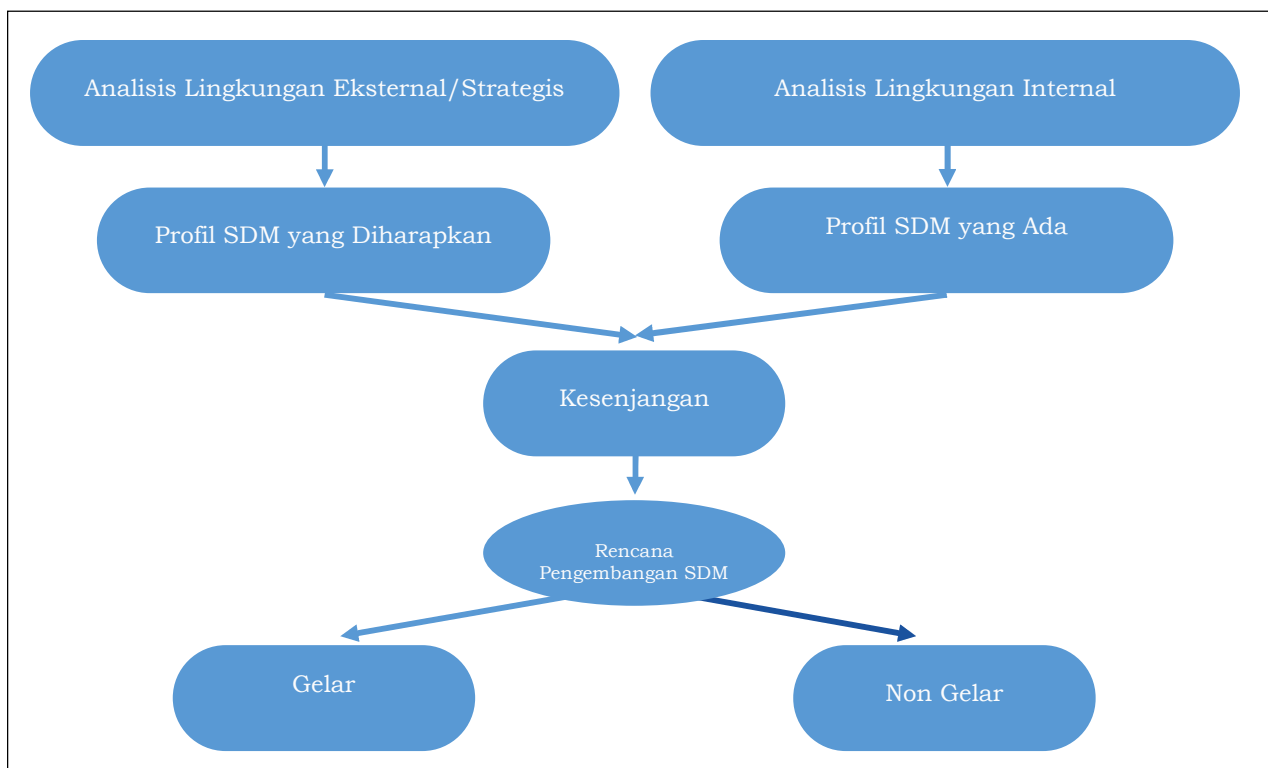 Analisis Lingkungan Eksternal/Strategis
Analisis Lingkungan Internal
Profil SDM yang Diharapkan
Profil SDM yang Ada
Kesenjangan
Rencana
Pengembangan SDM
Gelar
Non Gelar